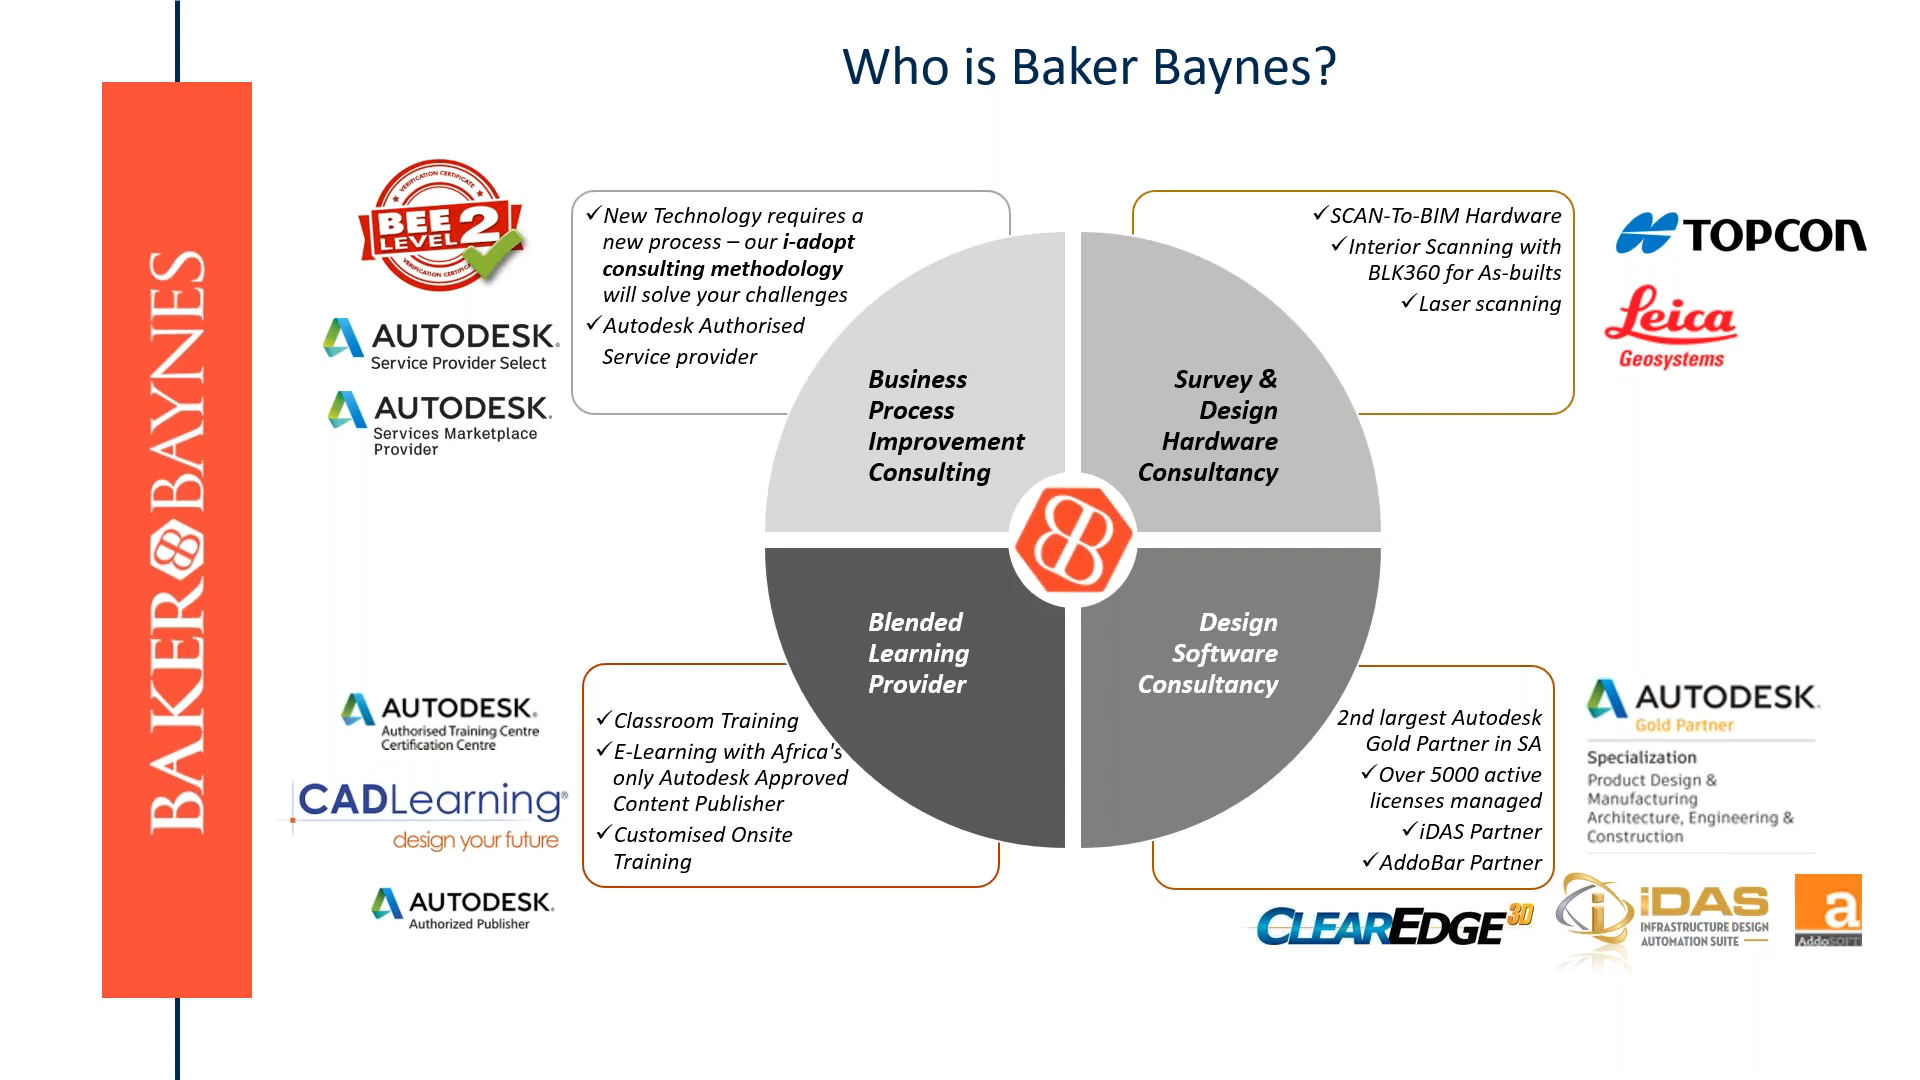 Who is Baker Baynes?
BAKER BAYNES
VERIFICATION CERTIFICATE
BEE 2
LEVEL
VERIFICATION CERTIFICATE
AUTODESK.
Service Provider Select
AUTODESK.
Services Marketplace
Provider
✓New Technology requires a
new process – our i-adopt
consulting methodology
will solve your challenges
✓Autodesk Authorised
Service provider
Business
Process
Improvement
Consulting
✓SCAN-To-BIM Hardware
✓Interior Scanning with
BLK360 for As-builts
✓Laser scanning
Survey &
Design
Hardware
Consultancy
TOPCON
Leica
Geosystems
Blended
Learning
Provider
✓Classroom Training
✓E-Learning with Africa's
only Autodesk Approved
Content Publisher
✓Customised Onsite
Training
AUTODESK.
Authorised Training Centre
Certification Centre
CADLearning®
design your future
AUTODESK.
Authorized Publisher
Design
Software
Consultancy
2nd largest Autodesk
Gold Partner in SA
✓Over 5000 active
licenses managed
✓iDAS Partner
✓AddoBar Partner
AUTODESK.
Gold Partner
Specialization
Product Design &
Manufacturing
Architecture, Engineering &
Construction
CLEAREDGE3D
iDAS
INFRASTRUCTURE DESIGN
AUTOMATION SUITE
a
AddoSOFT